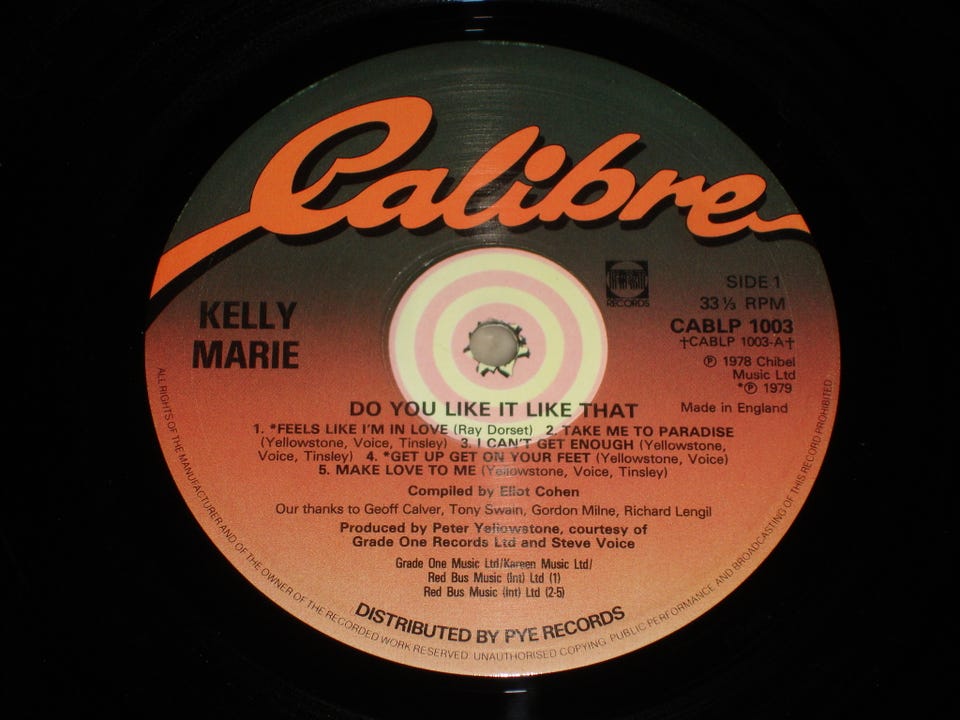 Calibre
RECORDS
SIDE 1
33 ⅓ RPM
CABLP 1003
†CABLP 1003-A†
℗ 1978 Chibel
Music Ltd
*℗ 1979
Made in England
KELLY
MARIE
DO YOU LIKE IT LIKE THAT
1. *FEELS LIKE I'M IN LOVE (Ray Dorset) 2. TAKE ME TO PARADISE
(Yellowstone, Voice, Tinsley) 3. I CAN'T GET ENOUGH (Yellowstone,
Voice, Tinsley) 4. *GET UP GET ON YOUR FEET (Yellowstone, Voice)
5. MAKE LOVE TO ME (Yellowstone, Voice, Tinsley)
Compiled by Eliot Cohen
Our thanks to Geoff Calver, Tony Swain, Gordon Milne, Richard Lengil
Produced by Peter Yellowstone, courtesy of
Grade One Records Ltd and Steve Voice
Grade One Music Ltd/Kareen Music Ltd/
Red Bus Music (Int) Ltd (1)
Red Bus Music (Int) Ltd (2-5)
DISTRIBUTED BY PYE RECORDS
ALL RIGHTS OF THE MANUFACTURER AND OF THE OWNER OF THE RECORDED WORK RESERVED. UNAUTHORISED COPYING, PUBLIC PERFORMANCE AND BROADCASTING OF THIS RECORD PROHIBITED